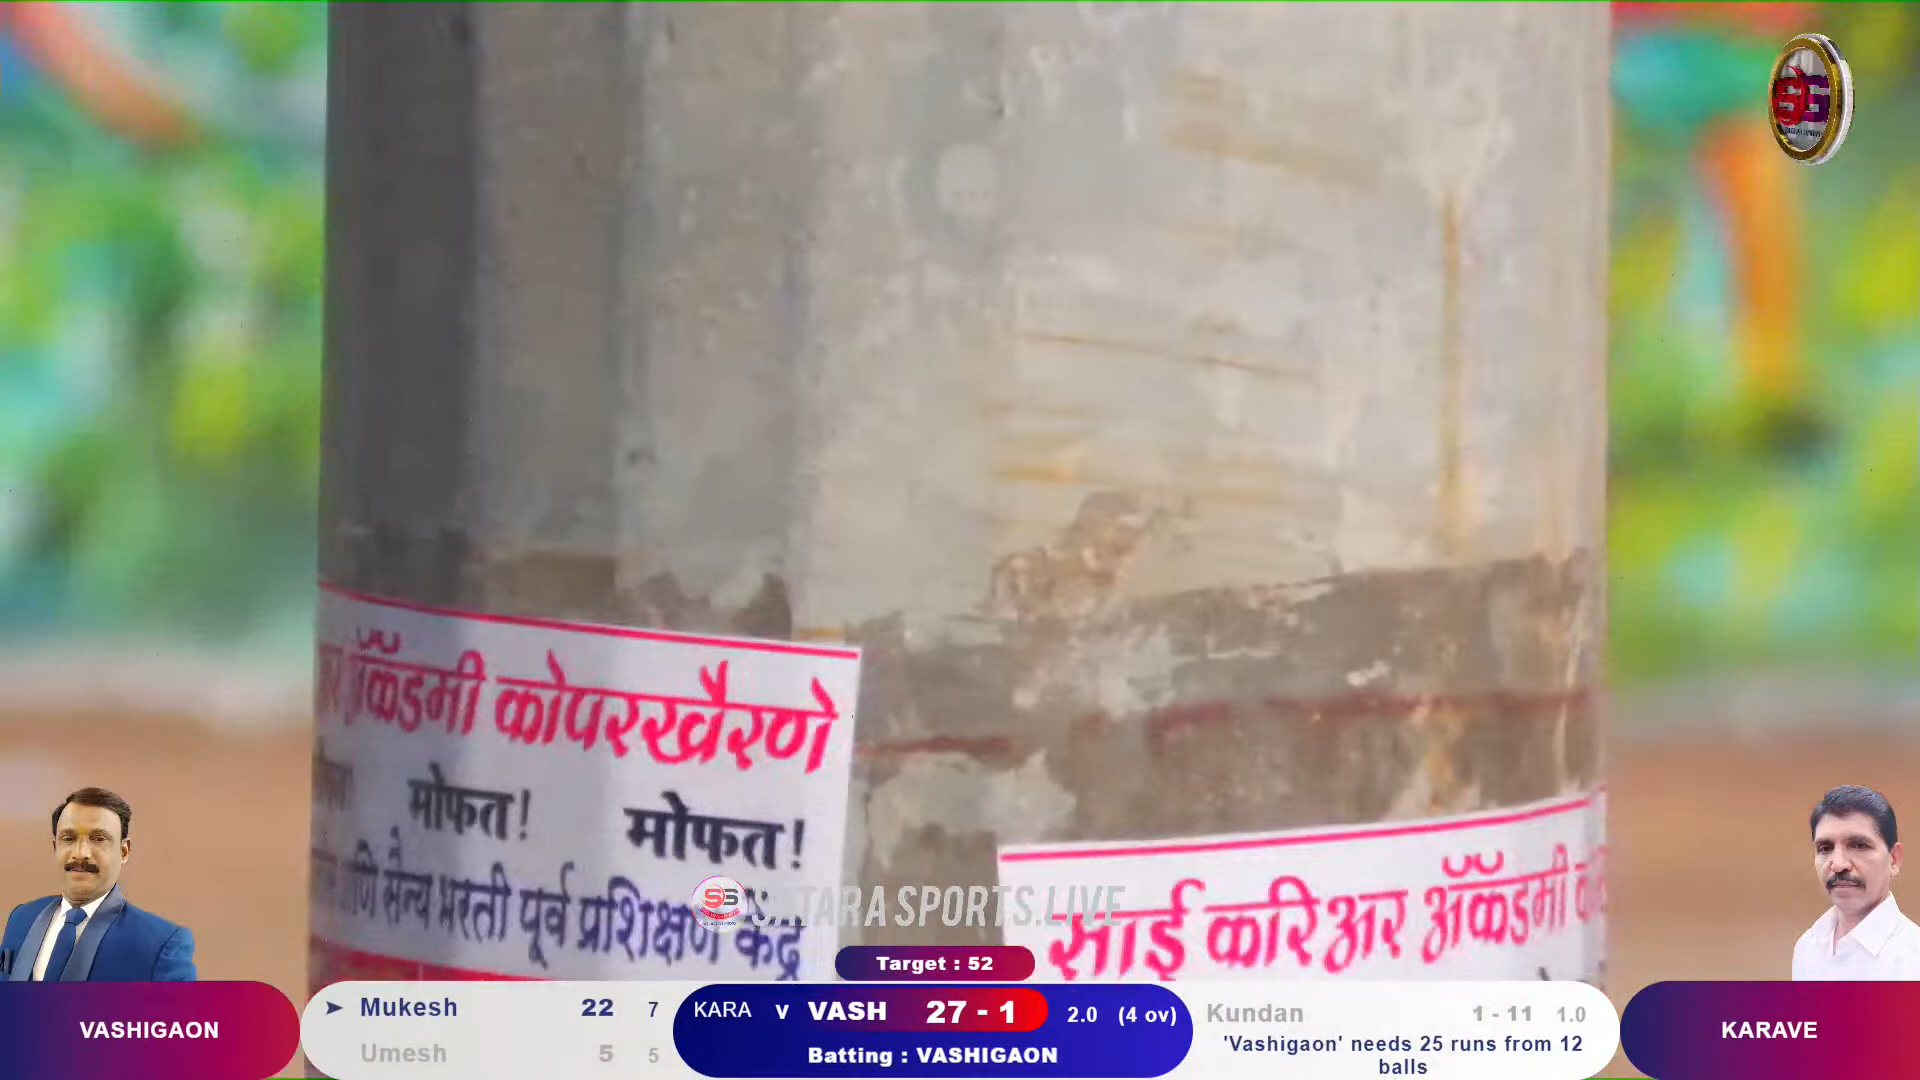 अॅकॅडमी कोपरखैरणे
मोफत! मोफत!
सैन्य भरती पूर्व प्रशिक्षण केंद्र
साई करिअर अॅकॅडमी
SATARA SPORTS.LIVE
Target : 52
VASHIGAON
Mukesh 22 7
Umesh 5 5
KARA v VASH 27 - 1 2.0 (4 ov)
Batting : VASHIGAON
Kundan 1 - 11 1.0
'Vashigaon' needs 25 runs from 12
balls
KARAVE